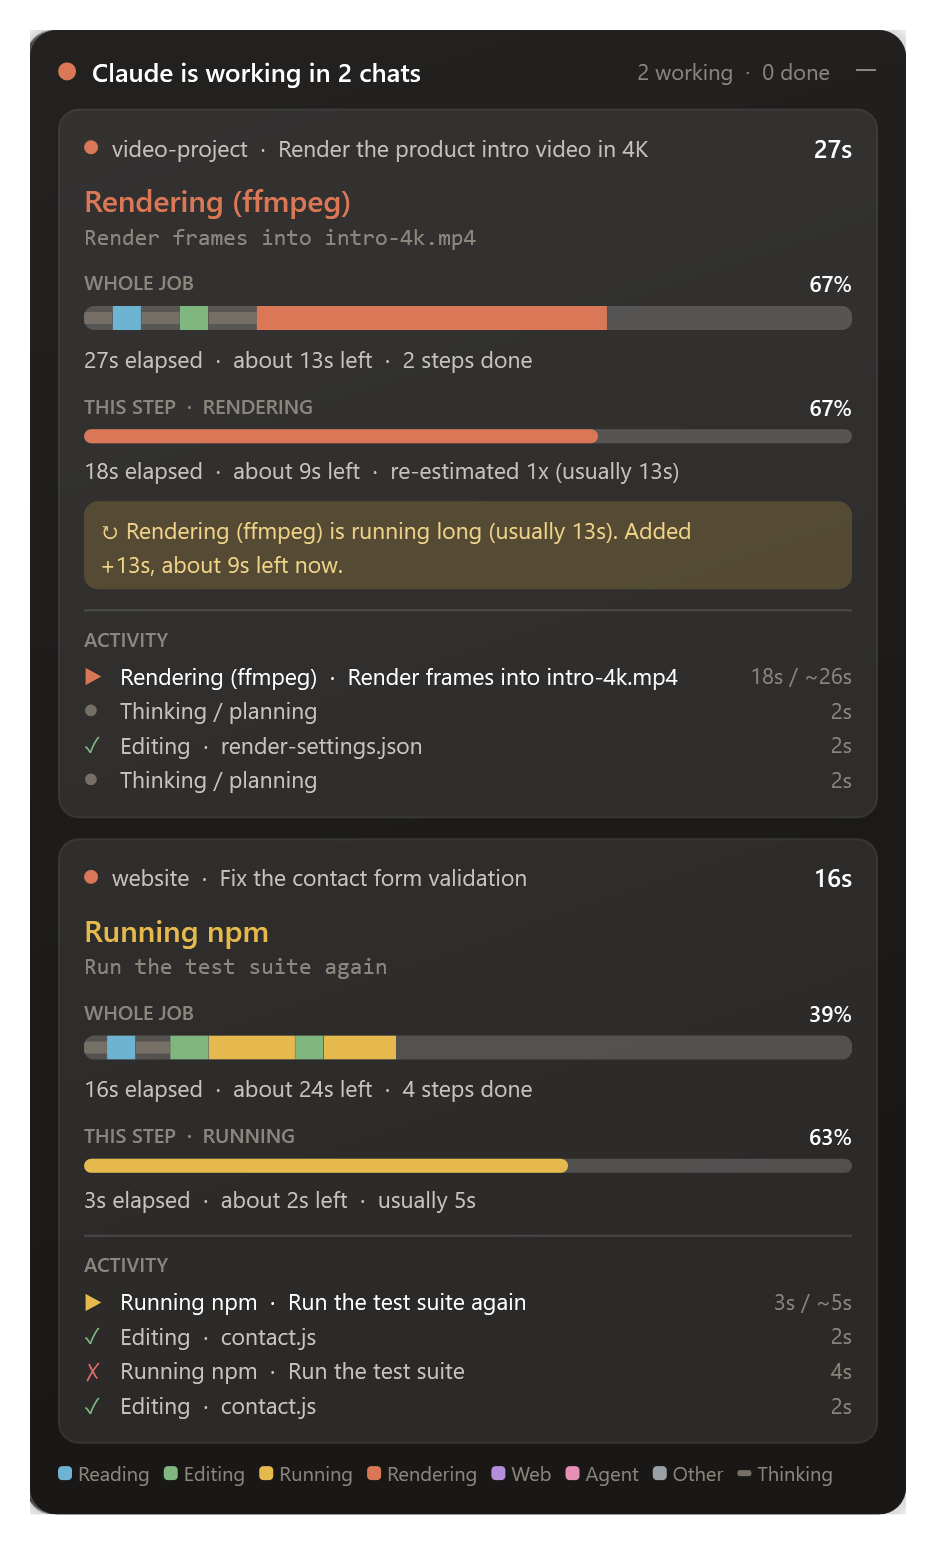 Claude is working in 2 chats
2 working · 0 done
video-project · Render the product intro video in 4K
27s
Rendering (ffmpeg)
Render frames into intro-4k.mp4
WHOLE JOB
67%
27s elapsed · about 13s left · 2 steps done
THIS STEP · RENDERING
67%
18s elapsed · about 9s left · re-estimated 1x (usually 13s)
↻ Rendering (ffmpeg) is running long (usually 13s). Added
+13s, about 9s left now.
ACTIVITY
Rendering (ffmpeg) · Render frames into intro-4k.mp4
18s / ~26s
Thinking / planning
2s
✓ Editing · render-settings.json
2s
Thinking / planning
2s
website · Fix the contact form validation
16s
Running npm
Run the test suite again
WHOLE JOB
39%
16s elapsed · about 24s left · 4 steps done
THIS STEP · RUNNING
63%
3s elapsed · about 2s left · usually 5s
ACTIVITY
Running npm · Run the test suite again
3s / ~5s
✓ Editing · contact.js
2s
✗ Running npm · Run the test suite
4s
✓ Editing · contact.js
2s
Reading Editing Running Rendering Web Agent Other Thinking